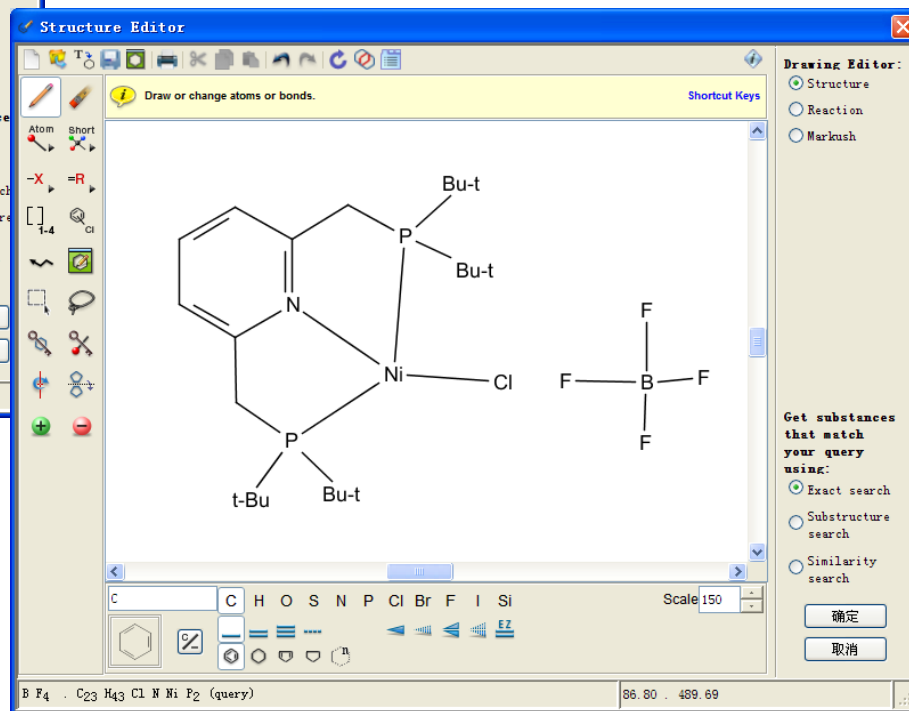 Structure Editor
Draw or change atoms or bonds.
Shortcut Keys
Drawing Editor:
Structure
Reaction
Markush
Atom
Short
-X
=R
[ ]
1-4
Cl
Bu-t
P
Bu-t
N
Ni
Cl
P
t-Bu
Bu-t
F
F
B
F
F
Get substances
that match
your query
using:
Exact search
Substructure
search
Similarity
search
C
C H O S N P Cl Br F I Si
Scale 150
EZ
n
确定
取消
B F4 . C23 H43 Cl N Ni P2 (query)
86.80 . 489.69